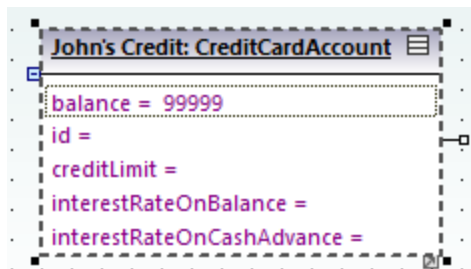 John's Credit: CreditCardAccount
balance = 99999
id =
creditLimit =
interestRateOnBalance =
interestRateOnCashAdvance =